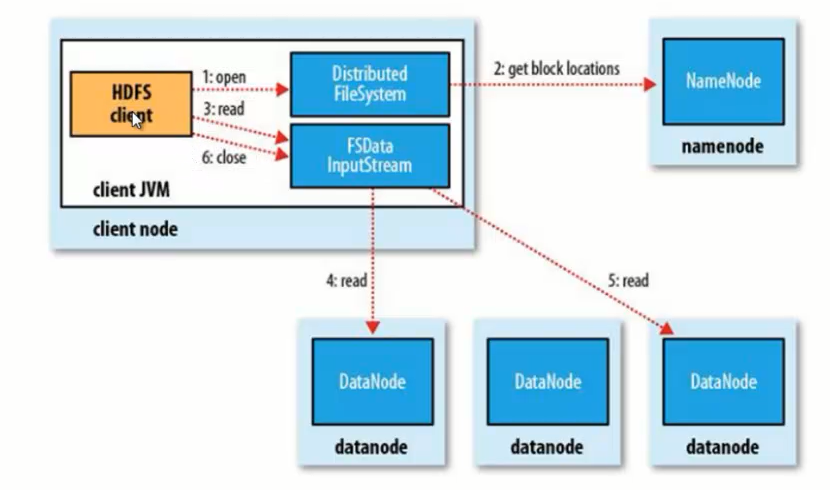 1: open
Distributed
FileSystem
2: get block locations
NameNode
namenode
HDFS
client
3: read
6: close
FSData
InputStream
client JVM
client node
4: read
5: read
DataNode
DataNode
DataNode
datanode
datanode
datanode